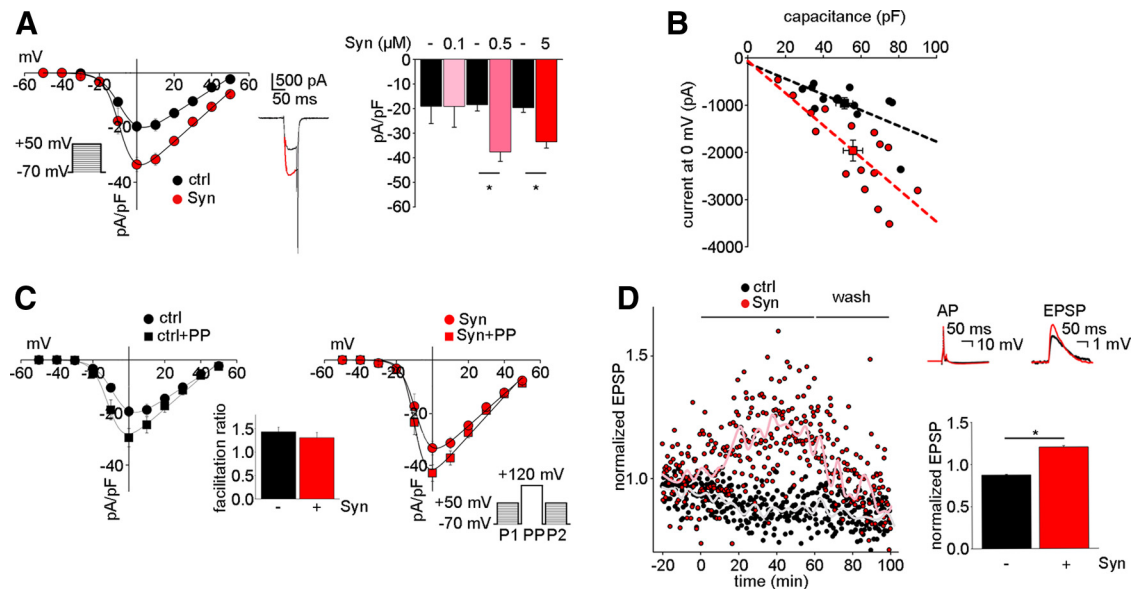 A
mV
-60 -40 -20 0 20 40 60
-20
-40
pA/pF
+50 mV
-70 mV
ctrl
Syn
500 pA
50 ms
Syn (µM) - 0.1 - 0.5 - 5
0
-10
-20
-30
-40
-50
-60
pA/pF
*
*
B
capacitance (pF)
0 20 40 60 80 100
0
-1000
-2000
-3000
-4000
current at 0 mV (pA)
C
ctrl
ctrl+PP
mV
-60 -40 -20 0 20 40 60
-20
-40
pA/pF
1.5
1.0
0.5
0.0
facilitation ratio
- + Syn
Syn
Syn+PP
mV
-60 -40 -20 0 20 40 60
-20
-40
pA/pF
+120 mV
+50 mV
-70 mV
P1 PP P2
D
ctrl
Syn
wash
1.5
1.0
normalized EPSP
-20 0 20 40 60 80 100
time (min)
AP
50 ms
10 mV
EPSP
50 ms
1 mV
*
1.5
1.0
0.5
0.0
normalized EPSP
- + Syn